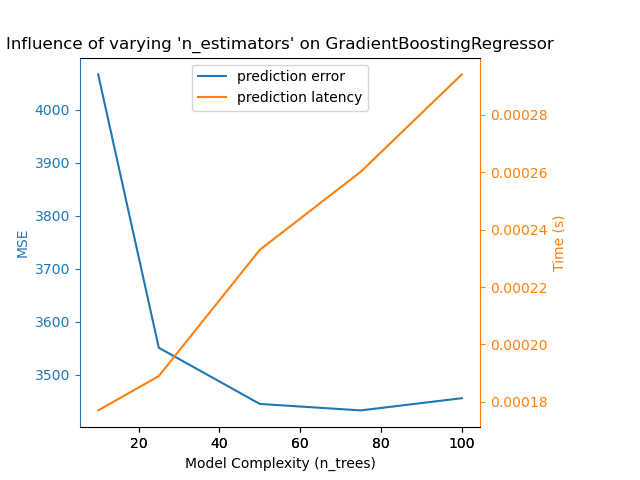 Influence of varying 'n_estimators' on GradientBoostingRegressor
prediction error
prediction latency
4000
3900
3800
3700
3600
3500
MSE
0.00028
0.00026
0.00024
0.00022
0.00020
0.00018
Time (s)
20
40
60
80
100
Model Complexity (n_trees)